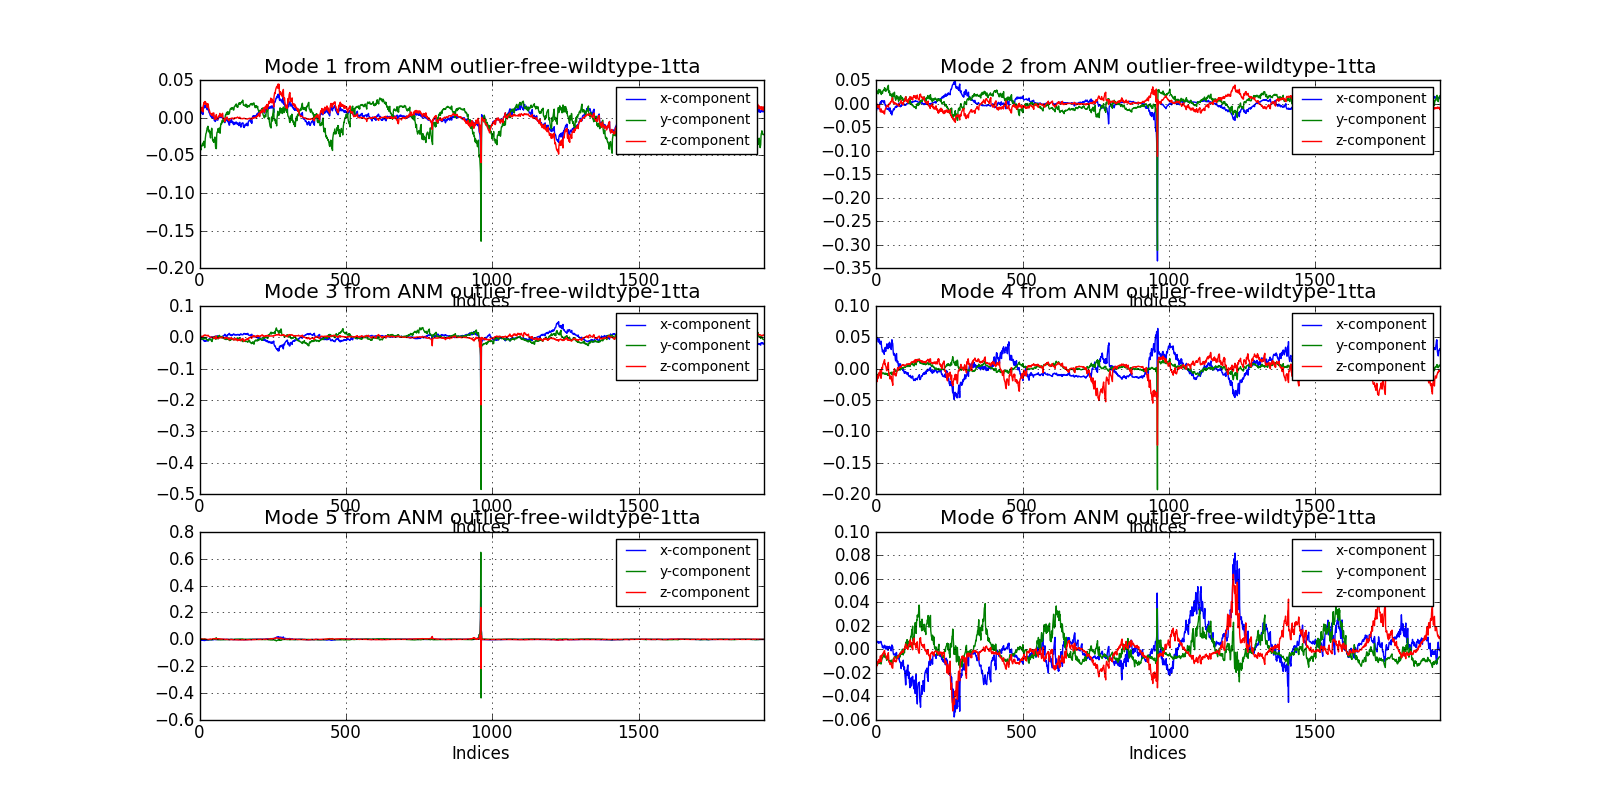 Mode 1 from ANM outlier-free-wildtype-1tta
0.05
0.00
−0.05
−0.10
−0.15
−0.20
0 500 1000 1500
Indices
x-component
y-component
z-component
Mode 2 from ANM outlier-free-wildtype-1tta
0.05
0.00
−0.05
−0.10
−0.15
−0.20
−0.25
−0.30
−0.35
0 500 1000 1500
Indices
x-component
y-component
z-component
Mode 3 from ANM outlier-free-wildtype-1tta
0.1
0.0
−0.1
−0.2
−0.3
−0.4
−0.5
0 500 1000 1500
Indices
x-component
y-component
z-component
Mode 4 from ANM outlier-free-wildtype-1tta
0.10
0.05
0.00
−0.05
−0.10
−0.15
−0.20
0 500 1000 1500
Indices
x-component
y-component
z-component
Mode 5 from ANM outlier-free-wildtype-1tta
0.8
0.6
0.4
0.2
0.0
−0.2
−0.4
−0.6
0 500 1000 1500
Indices
x-component
y-component
z-component
Mode 6 from ANM outlier-free-wildtype-1tta
0.10
0.08
0.06
0.04
0.02
0.00
−0.02
−0.04
−0.06
0 500 1000 1500
Indices
x-component
y-component
z-component